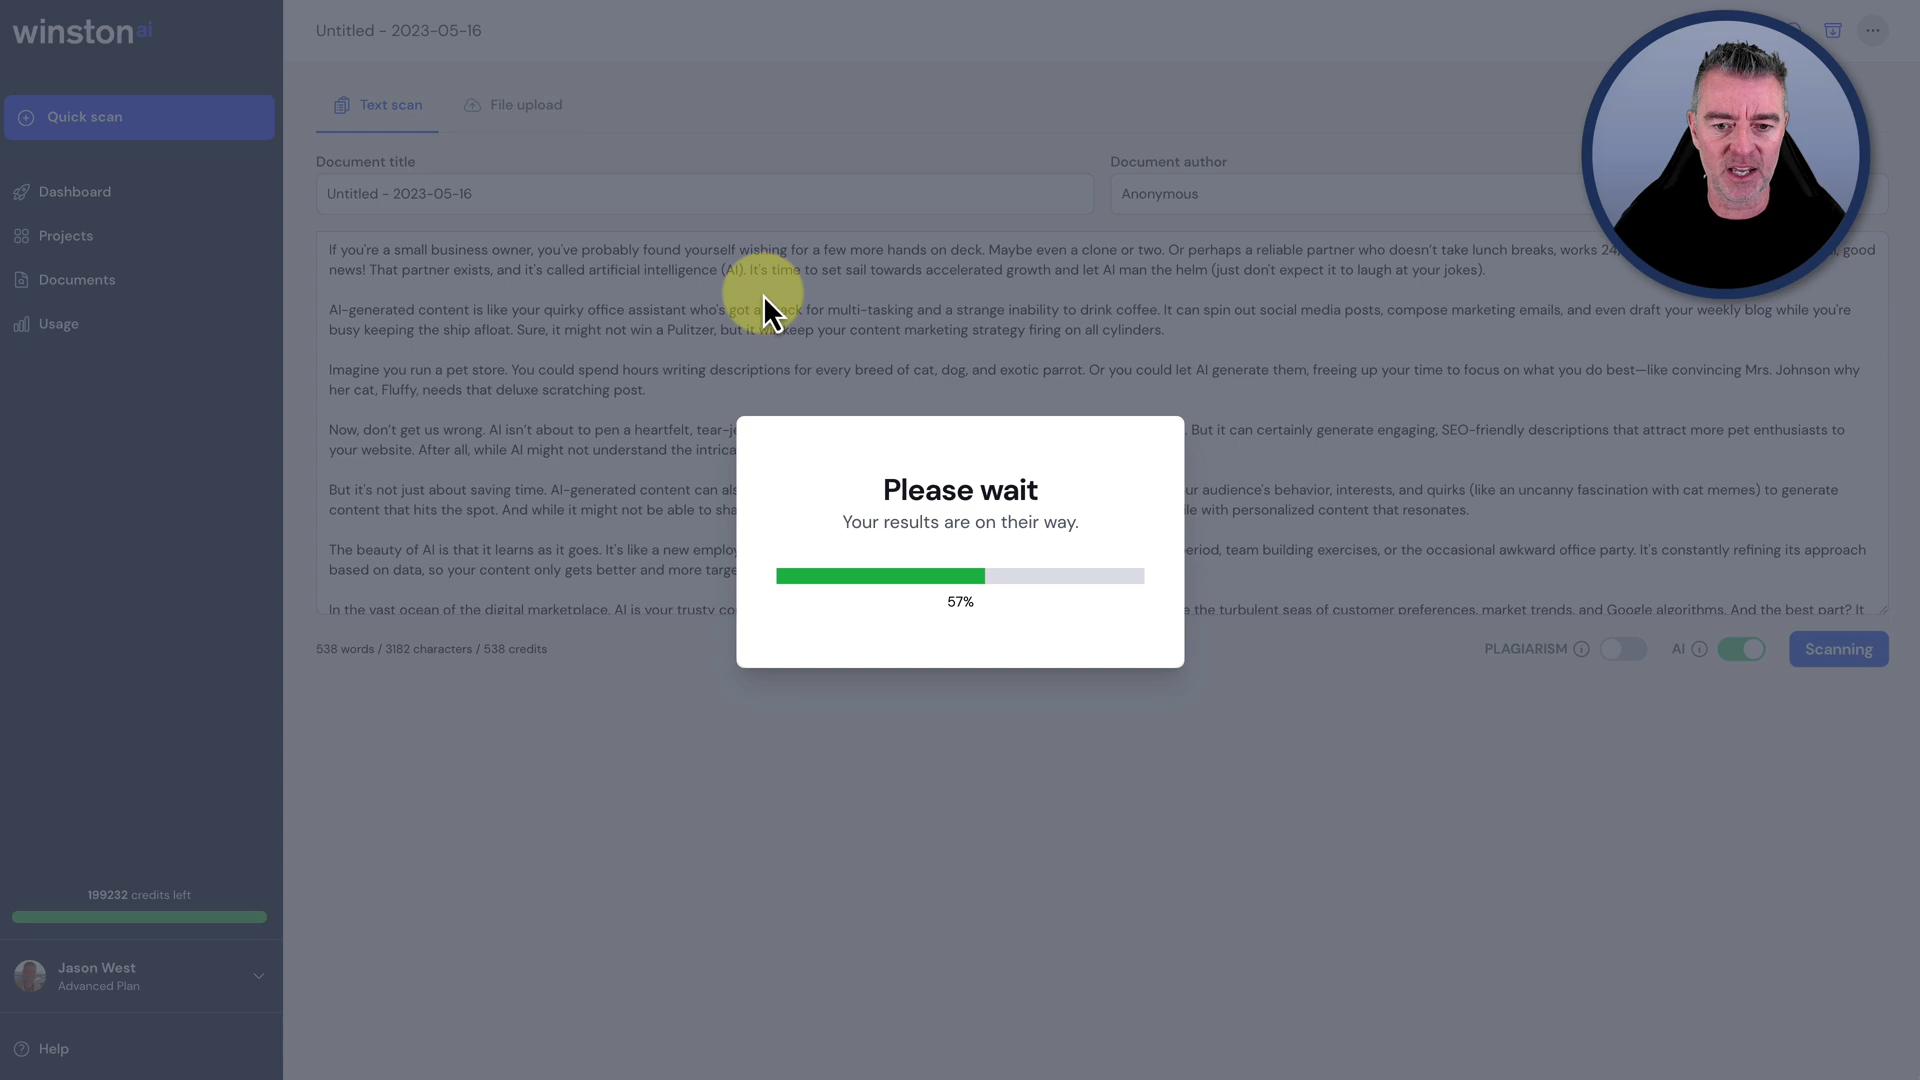 winston ai
Untitled - 2023-05-16
Quick scan
Text scan
File upload
Document title
Document author
Untitled - 2023-05-16
Anonymous
Dashboard
Projects
Documents
Usage
If you're a small business owner, you've probably found yourself wishing for a few more hands on deck. Maybe even a clone or two. Or perhaps a reliable partner who doesn't take lunch breaks, works 24, good
news! That partner exists, and it's called artificial intelligence (AI). It's time to set sail towards accelerated growth and let AI man the helm (just don't expect it to laugh at your jokes).
AI-generated content is like your quirky office assistant who's got a for multi-tasking and a strange inability to drink coffee. It can spin out social media posts, compose marketing emails, and even draft your weekly blog while you're
busy keeping the ship afloat. Sure, it might not win a Pulitzer, but it will keep your content marketing strategy firing on all cylinders.
Imagine you run a pet store. You could spend hours writing descriptions for every breed of cat, dog, and exotic parrot. Or you could let AI generate them, freeing up your time to focus on what you do best—like convincing Mrs. Johnson why
her cat, Fluffy, needs that deluxe scratching post.
Now, don't get us wrong. AI isn't about to pen a heartfelt, . But it can certainly generate engaging, SEO-friendly descriptions that attract more pet enthusiasts to
your website. After all, while AI might not understand the
But it's not just about saving time. AI-generated content can audience's behavior, interests, and quirks (like an uncanny fascination with cat memes) to generate
content that hits the spot. And while it might not be able to with personalized content that resonates.
The beauty of AI is that it learns as it goes. It's like a new team building exercises, or the occasional awkward office party. It's constantly refining its approach
based on data, so your content only gets better and more
In the vast ocean of the digital marketplace, AI is your trusty the turbulent seas of customer preferences, market trends, and Google algorithms. And the best part? It
Please wait
Your results are on their way.
57%
538 words / 3182 characters / 538 credits
PLAGIARISM
AI
Scanning
199232 credits left
Jason West
Advanced Plan
Help